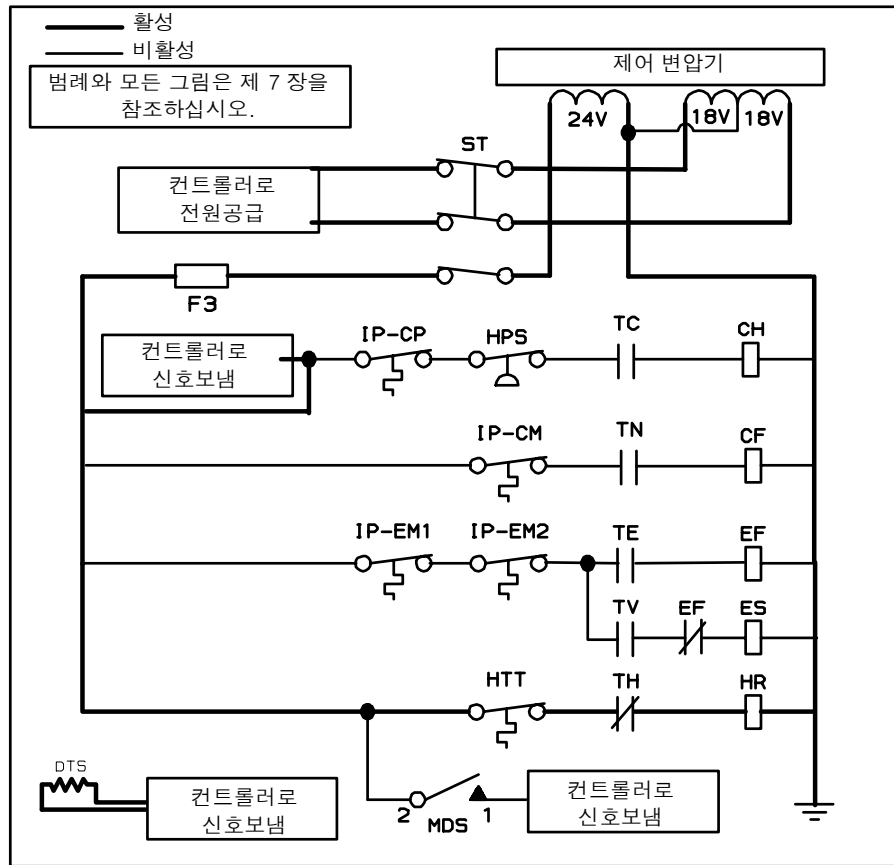 활성
비활성
범례와 모든 그림은 제 7 장을
참조하십시오.
제어 변압기
24V
18V
18V
ST
컨트롤러로
전원공급
F3
컨트롤러로
신호보냄
IP-CP
HPS
TC
CH
IP-CM
TN
CF
IP-EM1
IP-EM2
TE
EF
TV
EF
ES
HTT
TH
HR
DTS
컨트롤러로
신호보냄
2
MDS
1
컨트롤러로
신호보냄